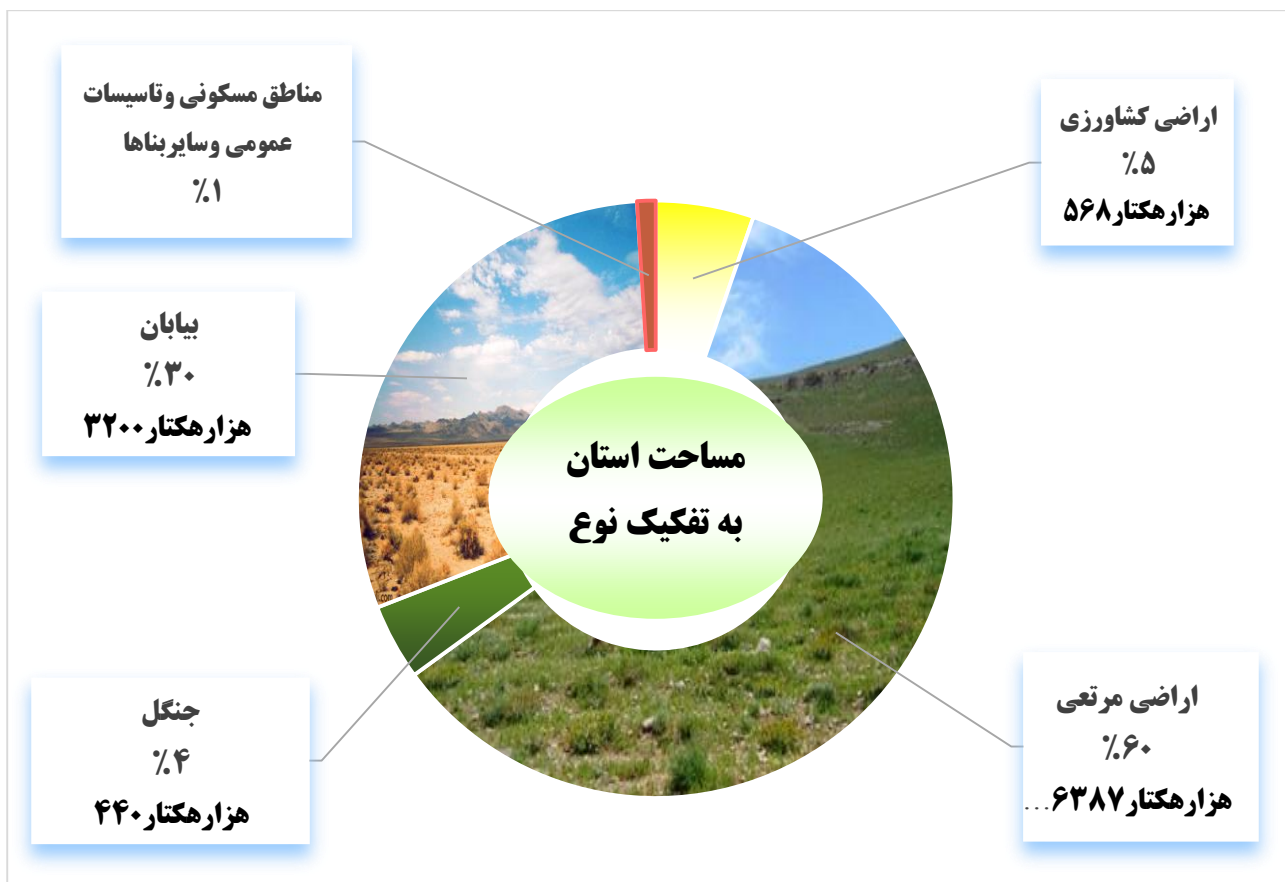 مناطق مسکونی وتاسیسات
عمومی وسایربناها
٪۱
اراضی کشاورزی
٪۵
هزارهکتار۵۶۸
بیابان
٪۳۰
هزارهکتار۳۲۰۰
مساحت استان
به تفکیک نوع
جنگل
٪۴
هزارهکتار۴۴۰
اراضی مرتعی
٪۶۰
هزارهکتار۶۳۸۷...